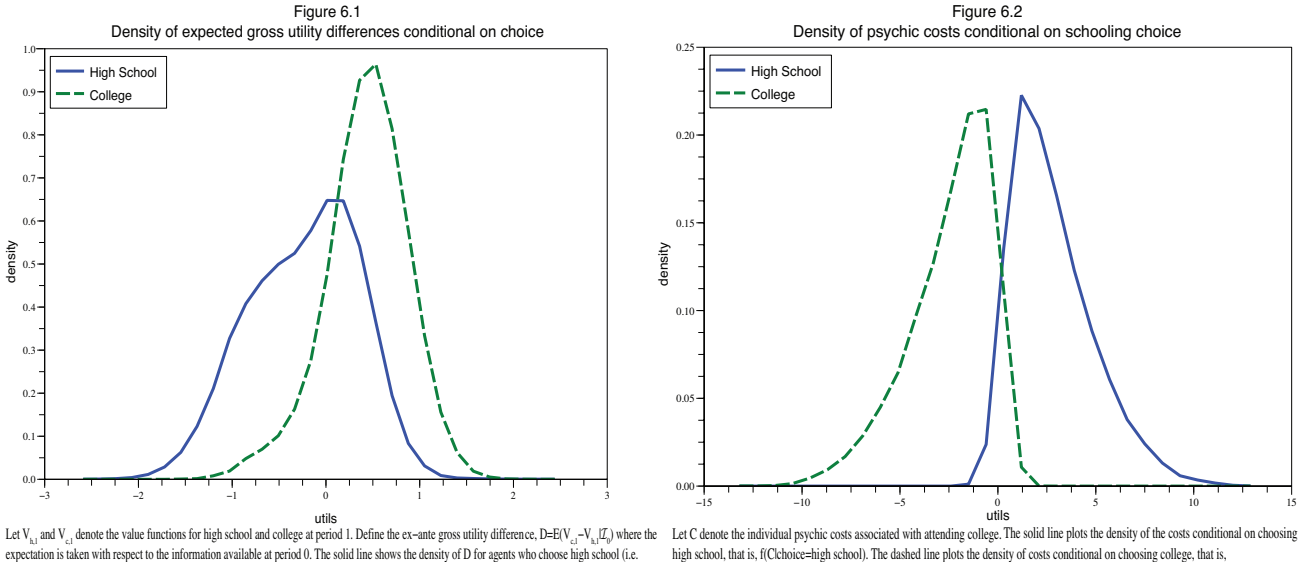 Figure 6.1
Density of expected gross utility differences conditional on choice
1.0
0.9
0.8
0.7
0.6
0.5
0.4
0.3
0.2
0.1
0.0
density
High School
College
−3
−2
−1
0
1
2
3
utils
Let V_h,1 and V_c,1 denote the value functions for high school and college at period 1. Define the ex−ante gross utility difference, D=E(V_c,1−V_h,1|I_0) where the
expectation is taken with respect to the information available at period 0. The solid line shows the density of D for agents who choose high school (i.e.
Figure 6.2
Density of psychic costs conditional on schooling choice
0.25
0.20
0.15
0.10
0.05
0.00
density
High School
College
−15
−10
−5
0
5
10
15
utils
Let C denote the individual psychic costs associated with attending college. The solid line plots the density of the costs conditional on choosing
high school, that is, f(C|choice=high school). The dashed line plots the density of costs conditional on choosing college, that is,